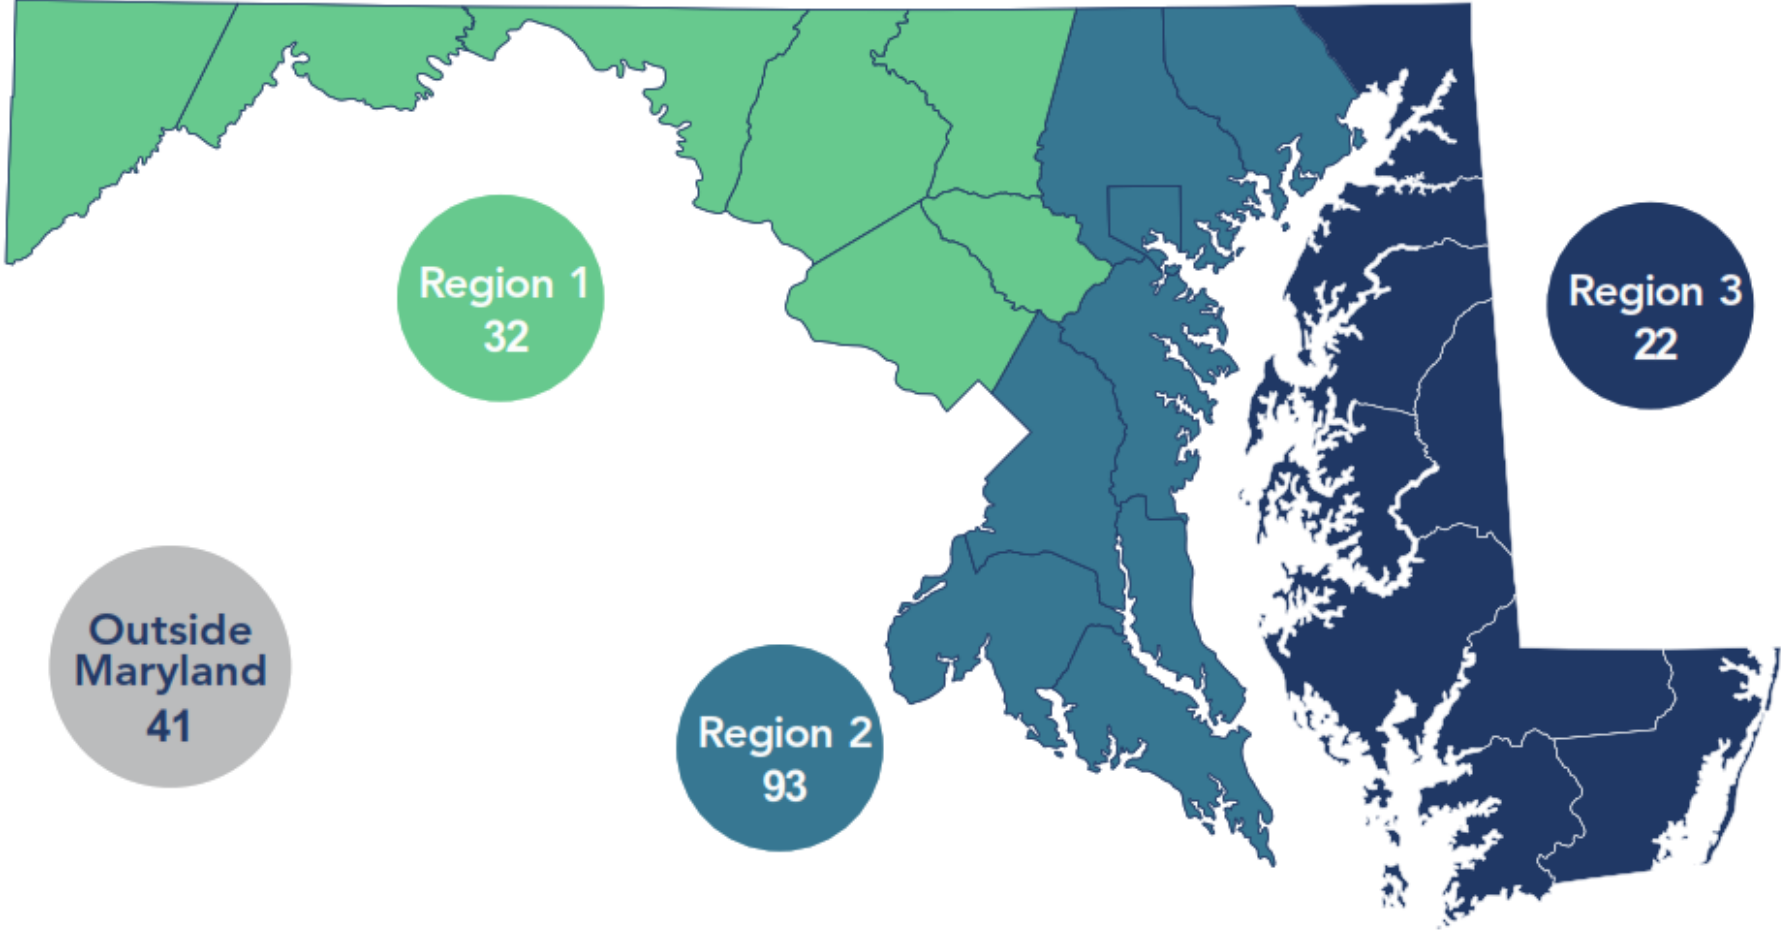 Region 1
32
Region 3
22
Outside
Maryland
41
Region 2
93